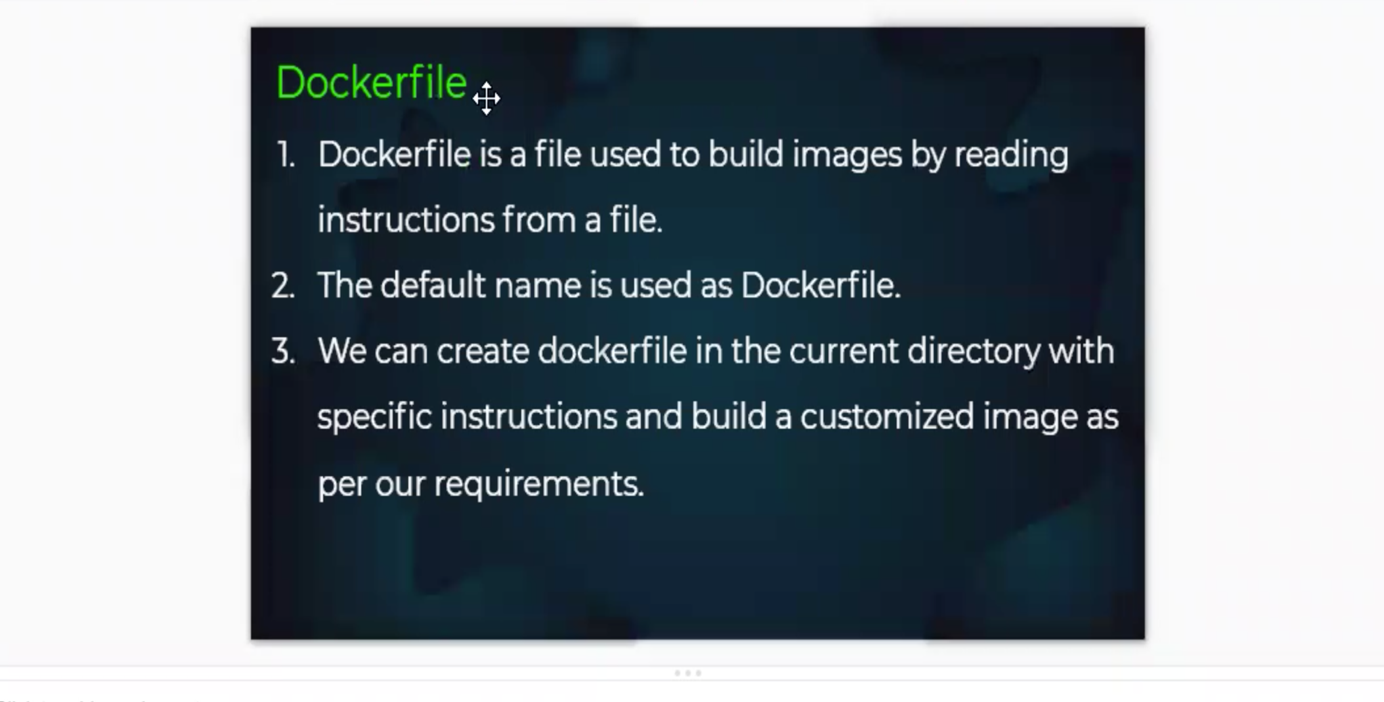 Dockerfile
1. Dockerfile is a file used to build images by reading
instructions from a file.
2. The default name is used as Dockerfile.
3. We can create dockerfile in the current directory with
specific instructions and build a customized image as
per our requirements.